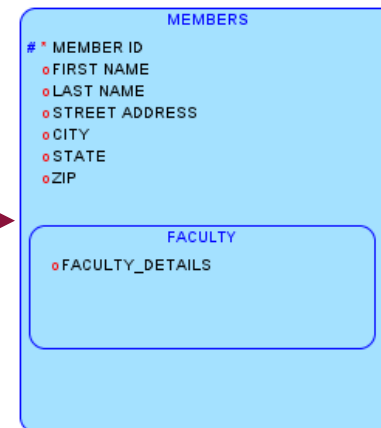 MEMBERS
# * MEMBER ID
o FIRST NAME
o LAST NAME
o STREET ADDRESS
o CITY
o STATE
o ZIP
FACULTY
o FACULTY_DETAILS